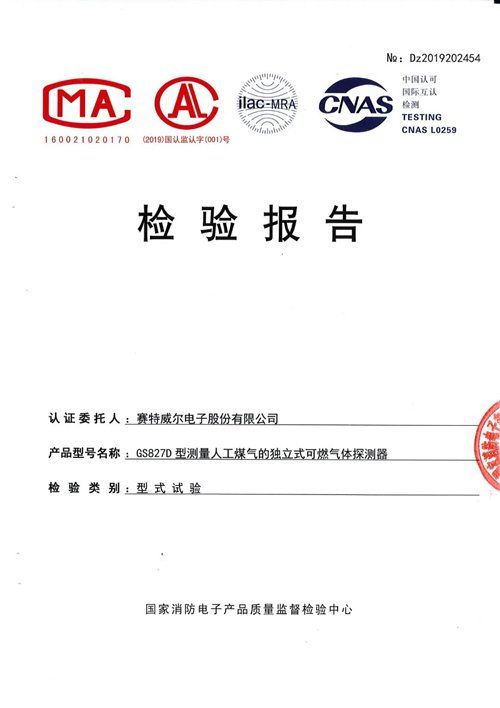 №: Dz2019202454
MA
160021020170
AL
(2019)国认监认字(001)号
ilac-MRA
CNAS
中国认可
国际互认
检测
TESTING
CNAS L0259
检验报告
认证委托人：赛特威尔电子股份有限公司
产品型号名称：GS827D 型测量人工煤气的独立式可燃气体探测器
检验类别：型式试验
国家消防电子产品质量监督检验中心